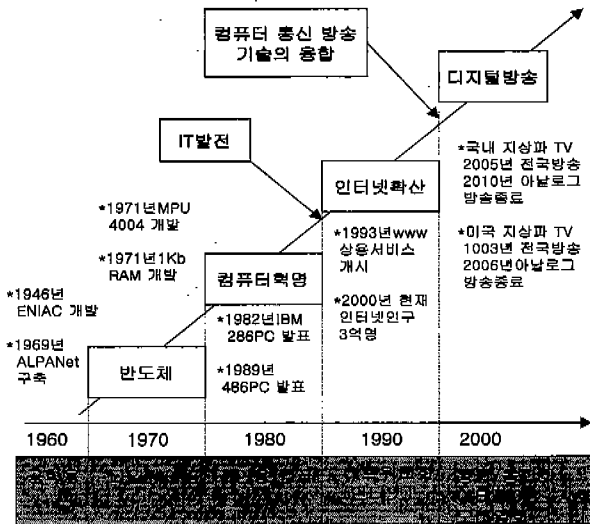 컴퓨터 통신 방송
기술의 융합
디지털방송
IT발전
*국내 지상파 TV
2005년 전국방송
2010년 아날로그
방송종료
인터넷확산
*1971년MPU
4004 개발
*1993년www
상용서비스
개시
*미국 지상파 TV
1003년 전국방송
2006년아날로그
방송종료
*1971년1Kb
RAM 개발
컴퓨터혁명
*1946년
ENIAC 개발
*2000년 현재
인터넷인구
3억명
*1982년IBM
286PC 발표
*1969년
ALPANet
구축
반도체
*1989년
486PC 발표
1960 1970 1980 1990 2000